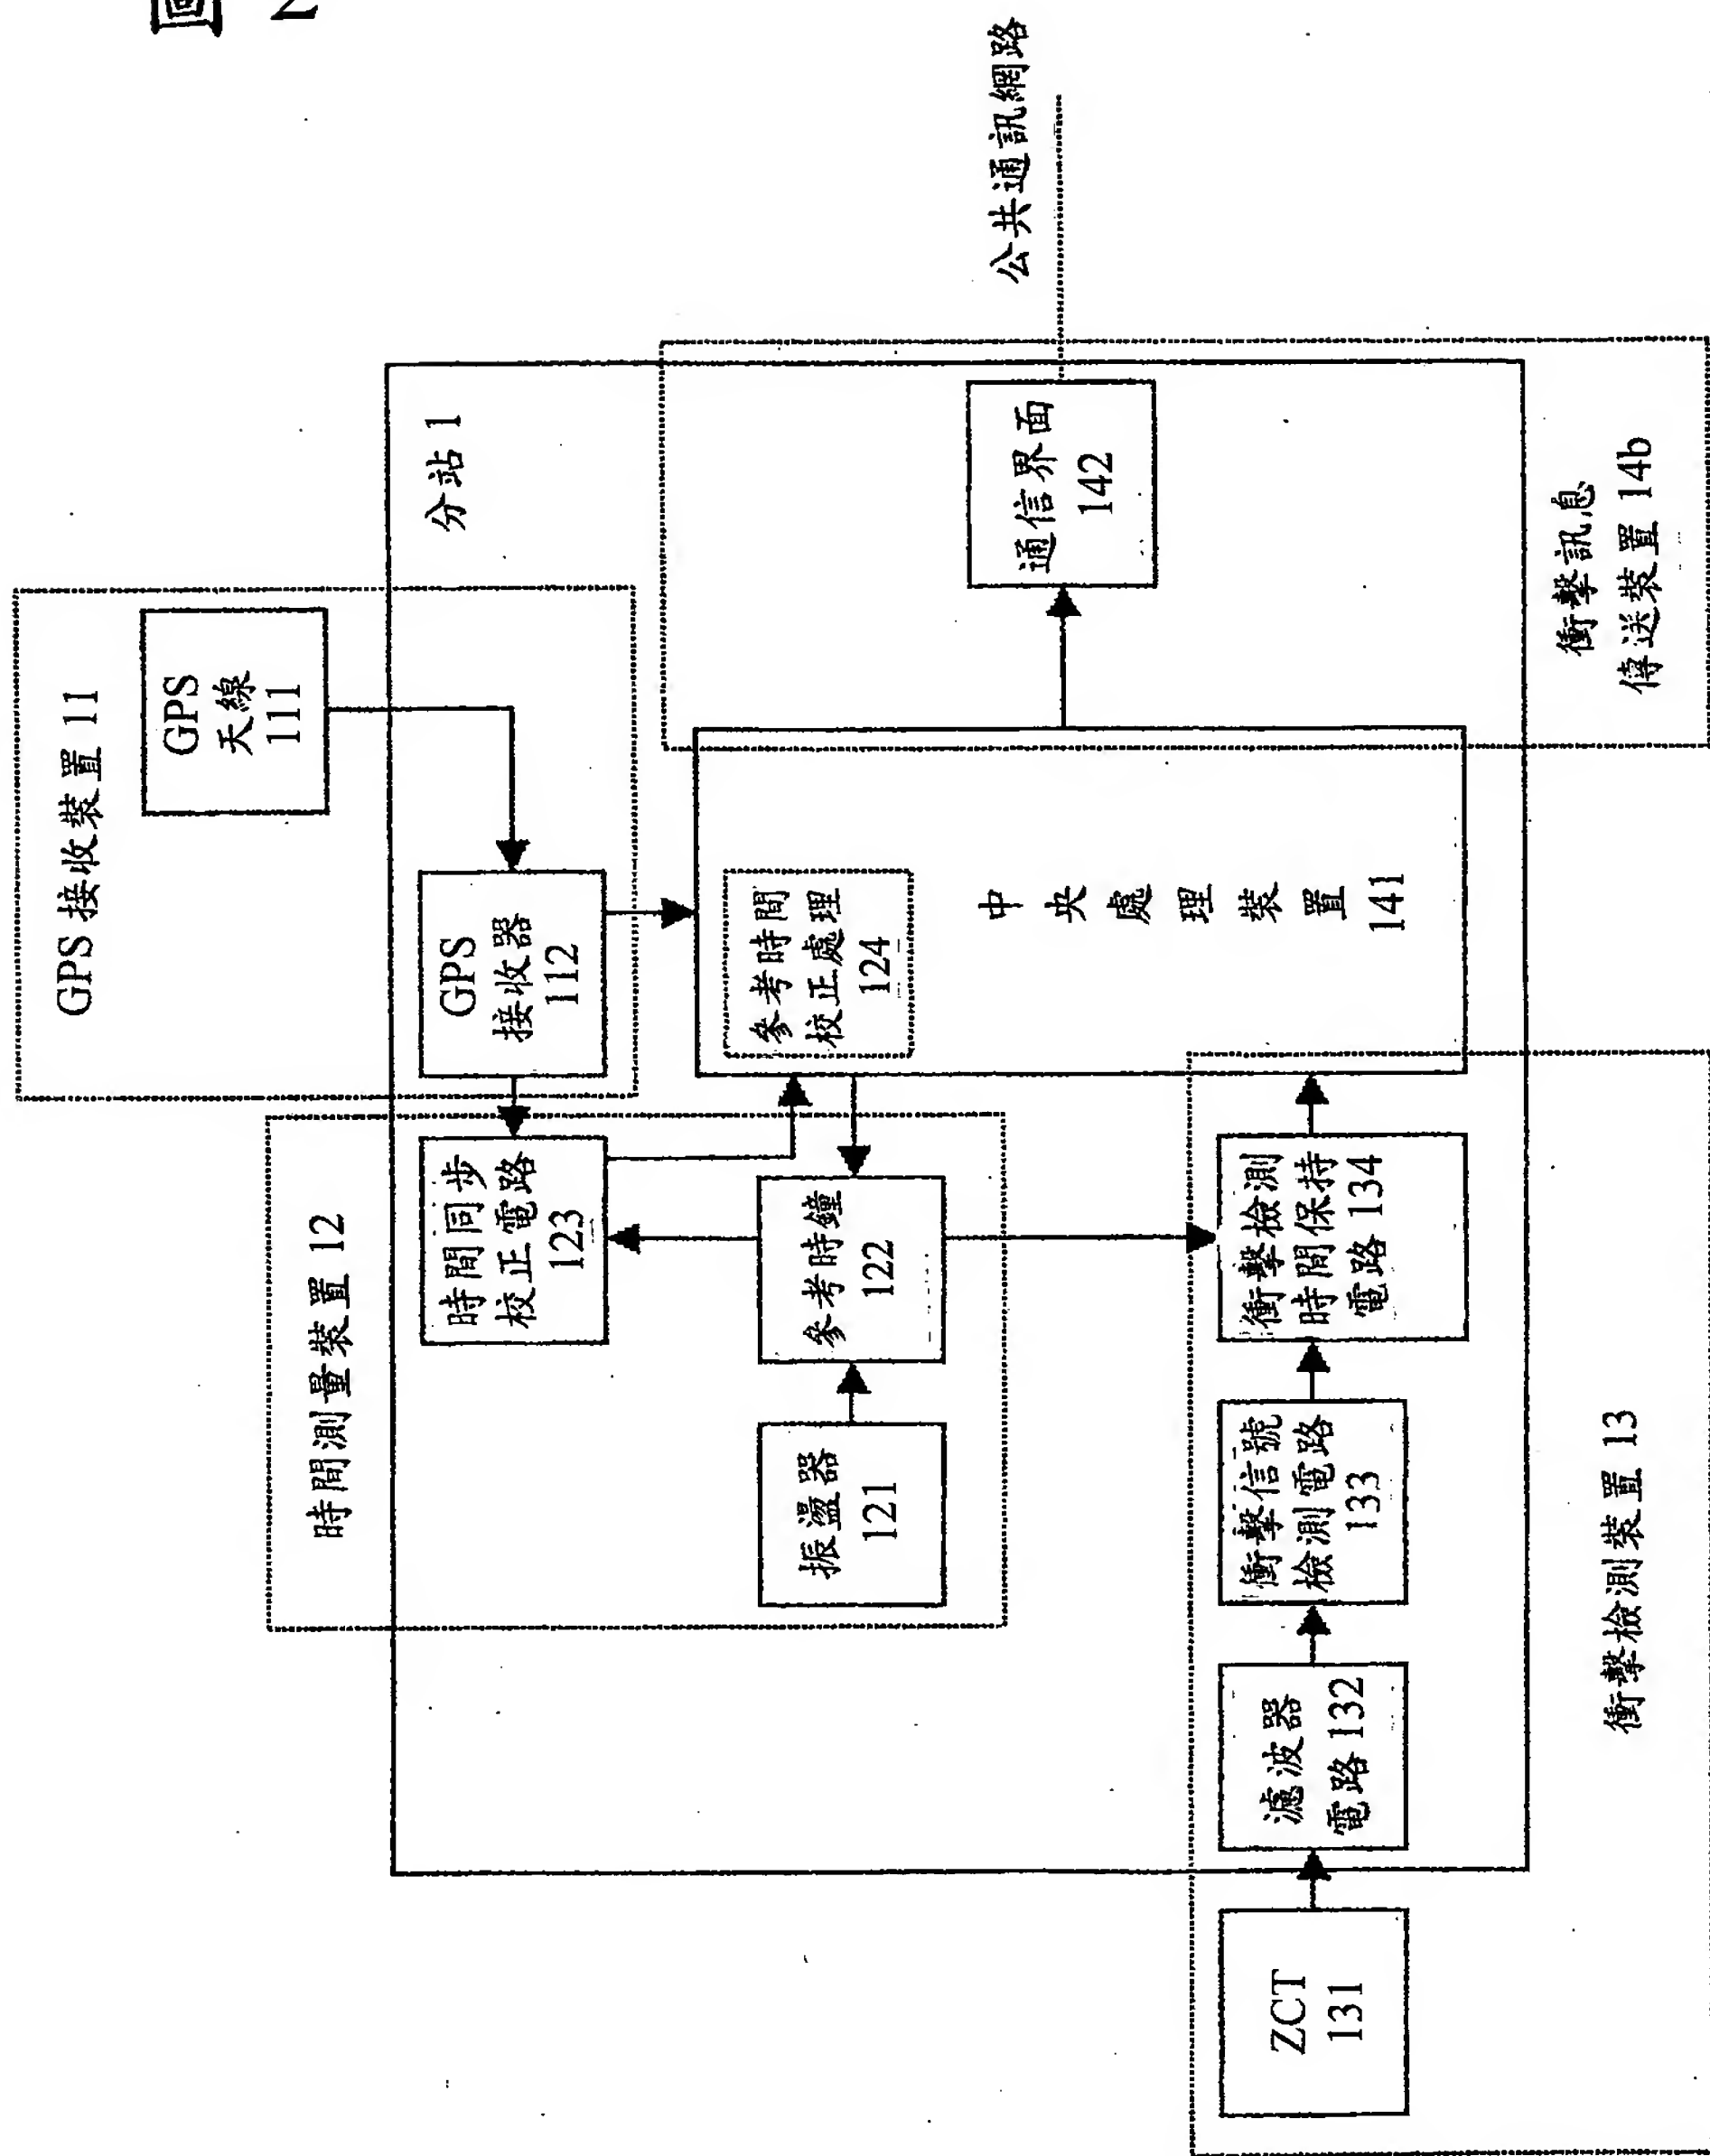 圖
2
GPS 接收裝置 11
GPS
天線
111
時間測量裝置 12
分站 1
GPS
接收器
112
時間同步
校正電路
123
參考時間
校正處理
124
振盪器
121
參考時鐘
122
中央處理裝置
141
通信界面
142
公共通訊網路
ZCT
131
濾波器
電路 132
衝擊信號
檢測電路
133
衝擊檢測
時間保持
電路 134
衝擊檢測裝置 13
衝擊訊息
傳送裝置 14b